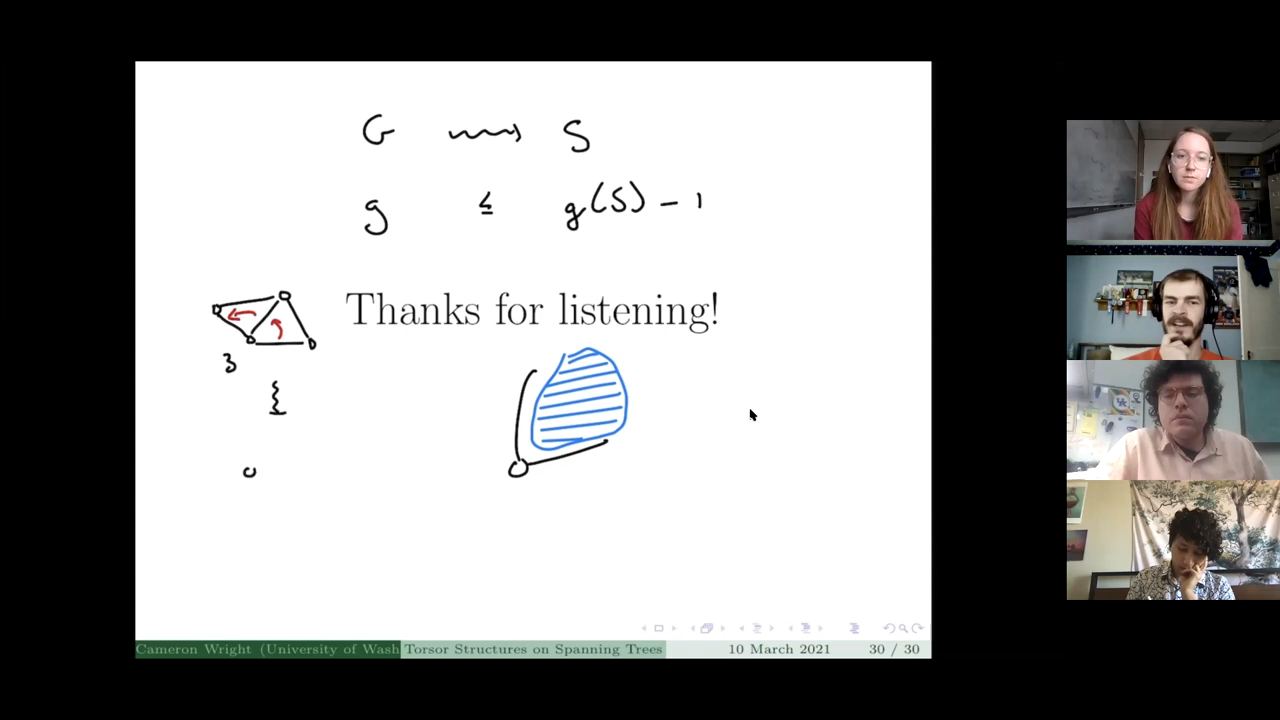 G ⟿ S
g ≤ g(S) - 1
Thanks for listening!
3
0
Cameron Wright (University of Wash
Torsor Structures on Spanning Trees
10 March 2021
30 / 30